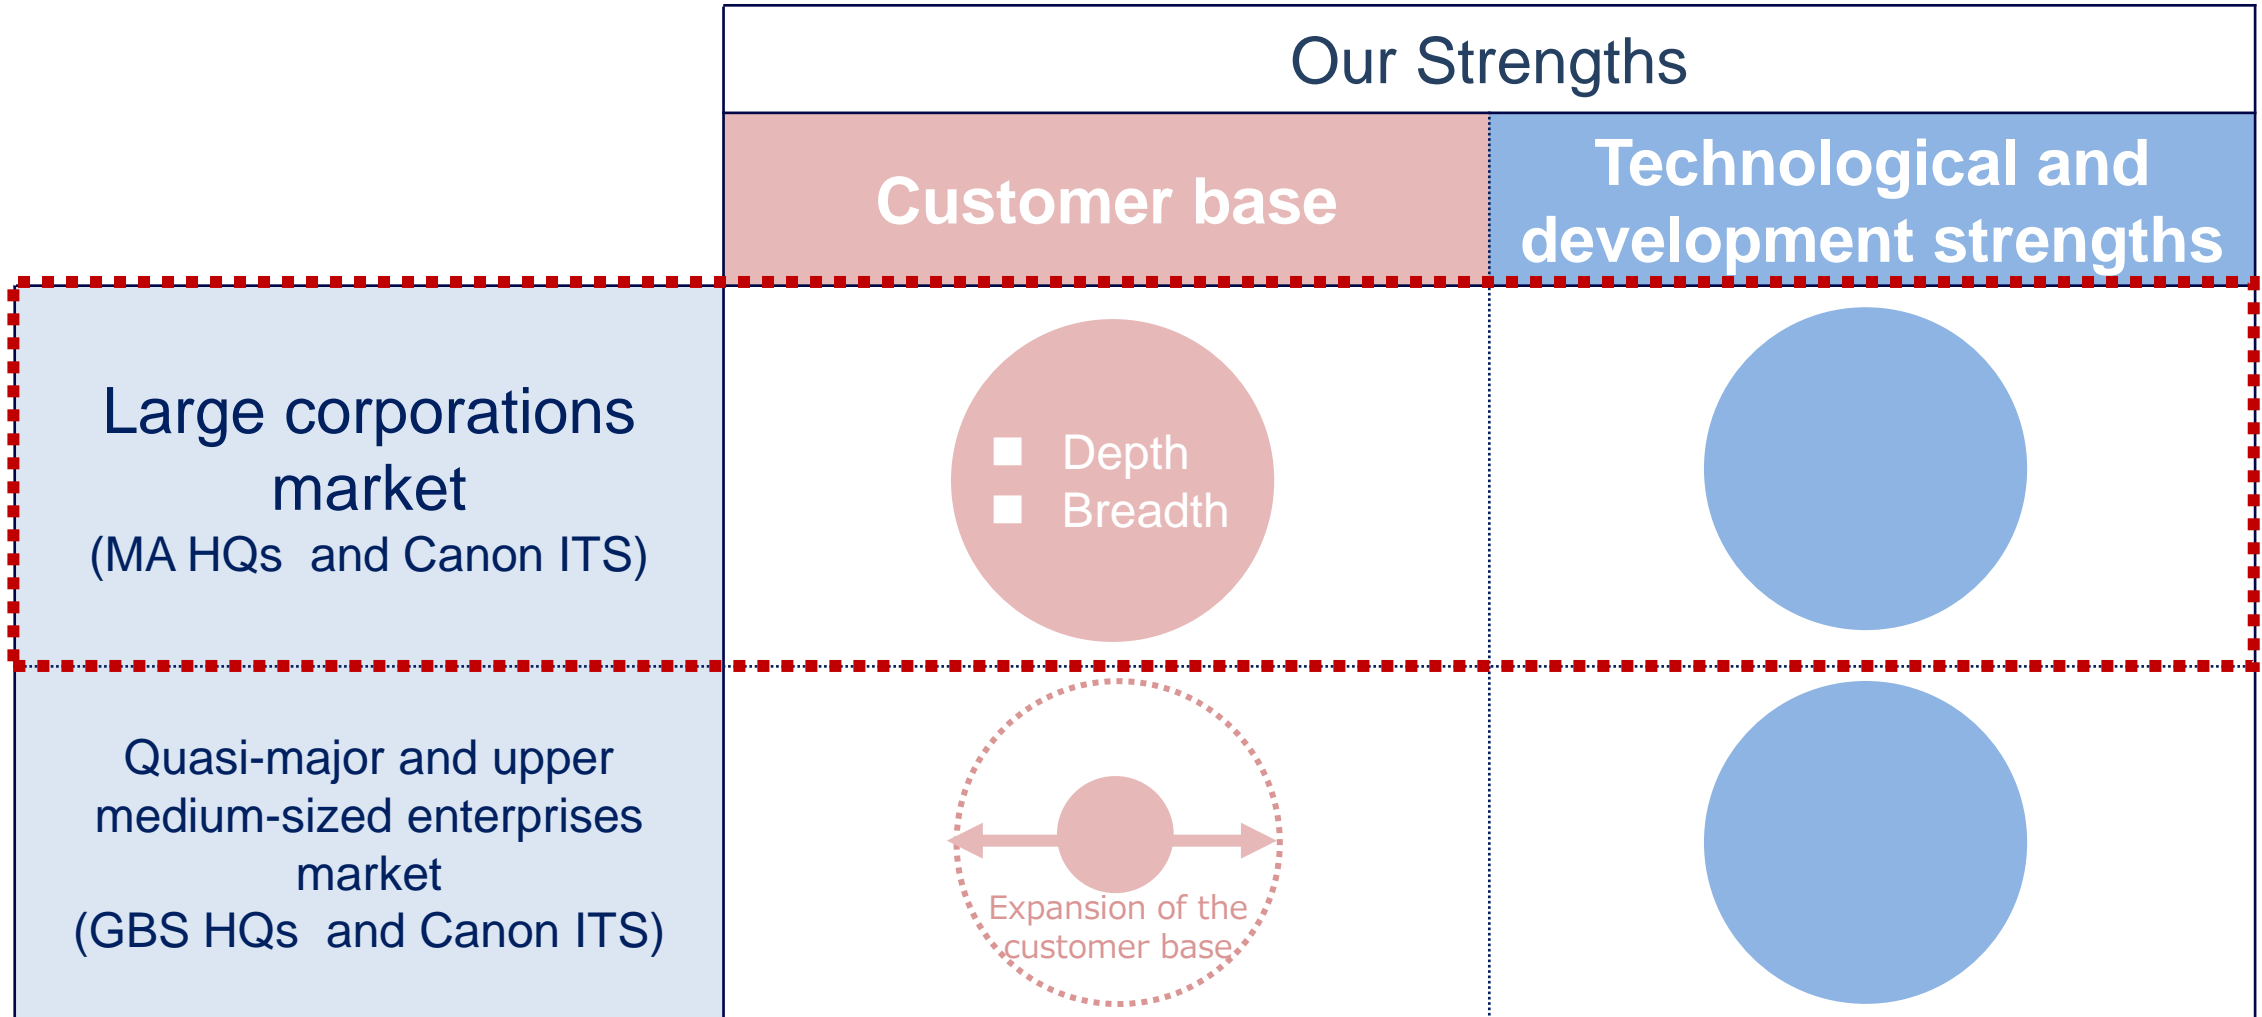 Our Strengths
Customer base
Technological and
development strengths
Large corporations
market
(MA HQs  and Canon ITS)
■ Depth
■ Breadth
Quasi-major and upper
medium-sized enterprises
market
(GBS HQs  and Canon ITS)
Expansion of the
customer base